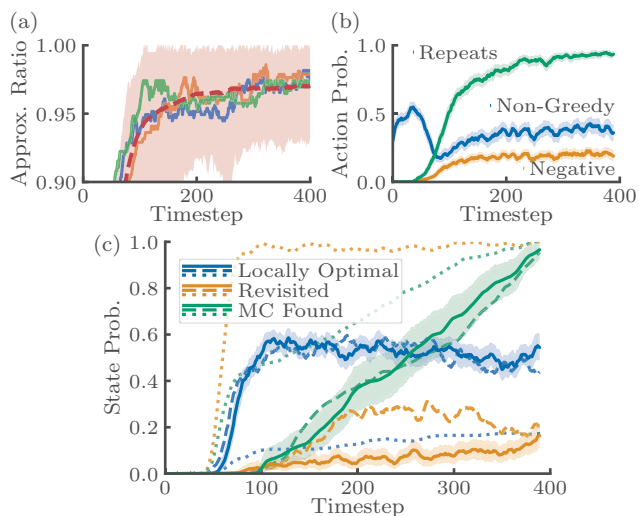 (a)
Approx. Ratio
1.00
0.95
0.90
0
200
400
Timestep
(b)
Action Prob.
1.0
0.5
0.0
Repeats
Non-Greedy
Negative
0
200
400
Timestep
(c)
State Prob.
1.0
0.8
0.6
0.4
0.2
0.0
Locally Optimal
Revisited
MC Found
0
100
200
300
400
Timestep